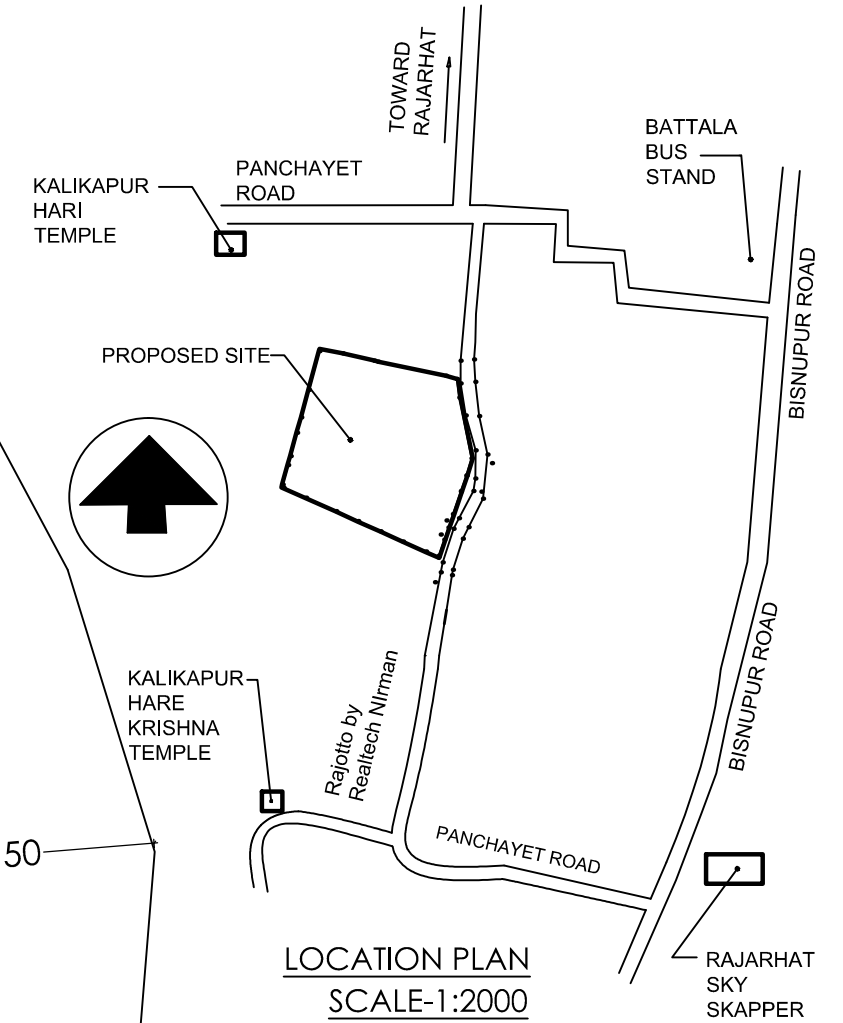 TOWARD
RAJARHAT
BATTALA
BUS
STAND
PANCHAYET
ROAD
KALIKAPUR
HARI
TEMPLE
BISNUPUR ROAD
PROPOSED SITE
BISNUPUR ROAD
KALIKAPUR
HARE
KRISHNA
TEMPLE
Rajotto by
Realtech NIrman
PANCHAYET ROAD
50
LOCATION PLAN
SCALE-1:2000
RAJARHAT
SKY
SKAPPER